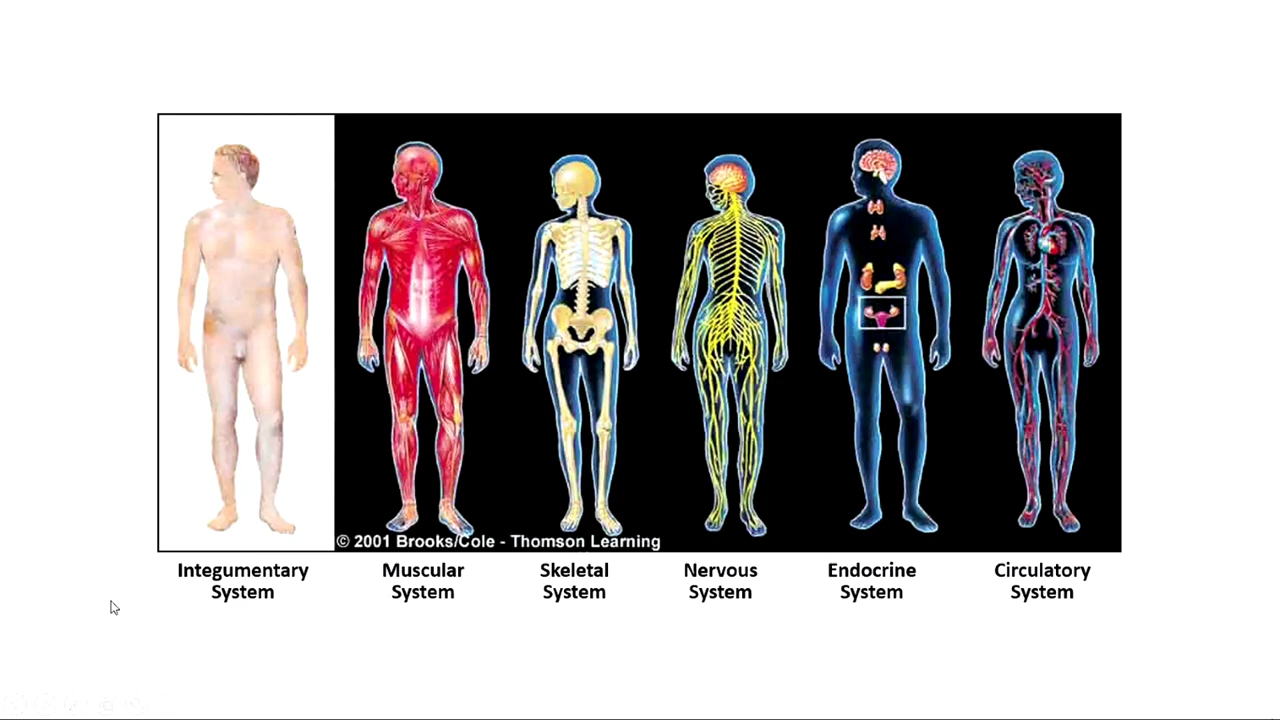 © 2001 Brooks/Cole - Thomson Learning
Integumentary
System
Muscular
System
Skeletal
System
Nervous
System
Endocrine
System
Circulatory
System